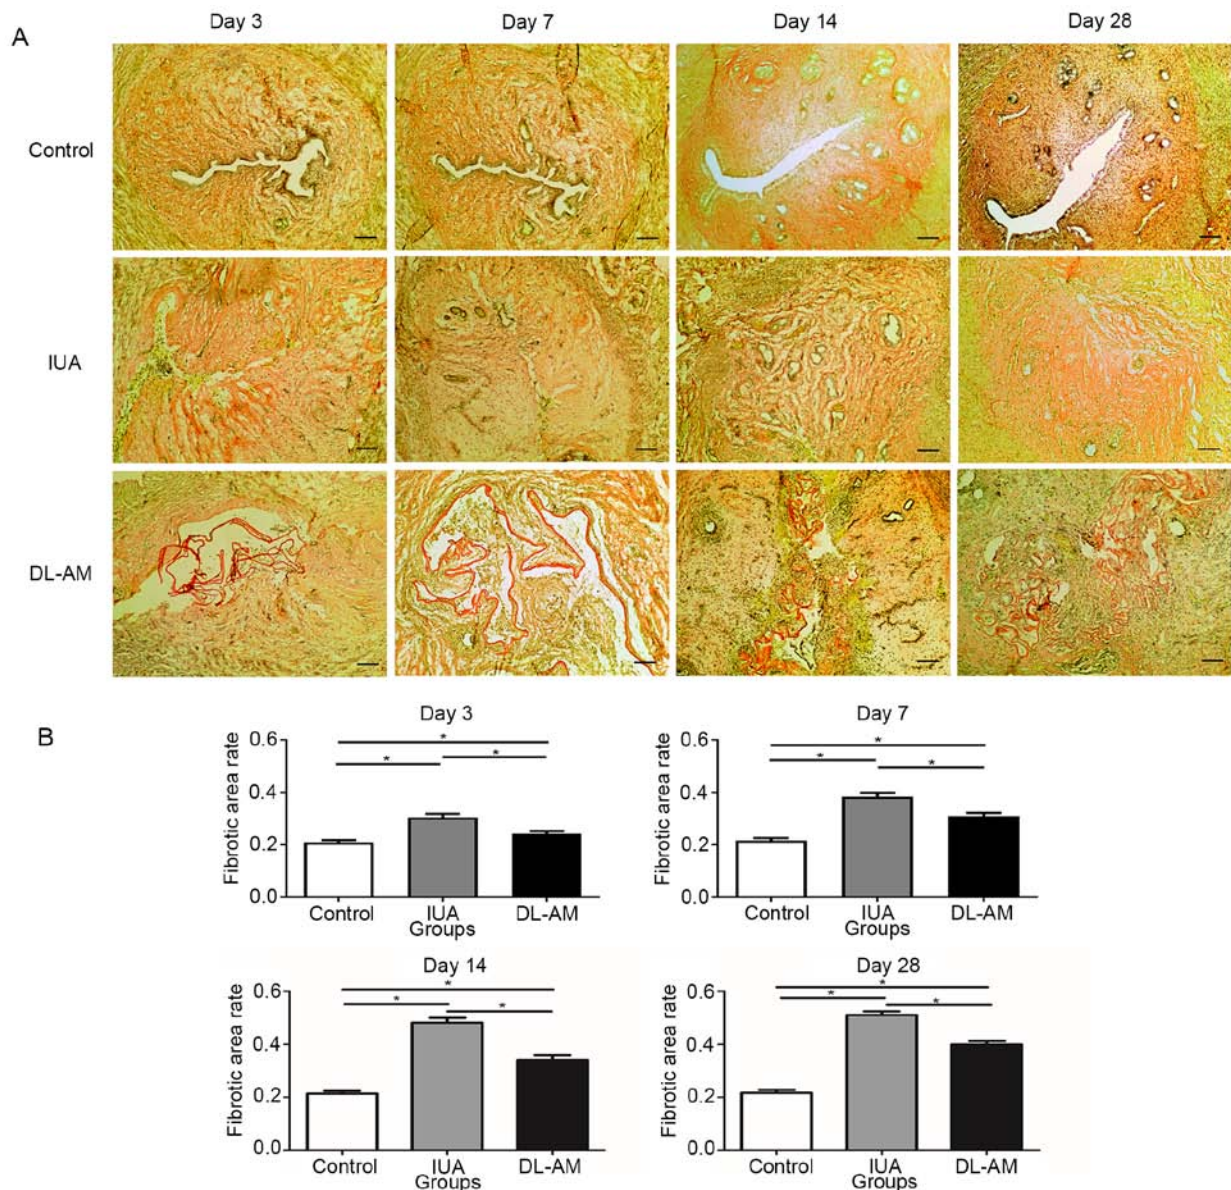 Day 3 Day 7 Day 14 Day 28
A
Control
IUA
DL-AM
B
Day 3
Fibrotic area rate
0.6
0.4
0.2
0.0
* * *
Control IUA DL-AM
Groups
Day 7
Fibrotic area rate
0.6
0.4
0.2
0.0
* * *
Control IUA DL-AM
Groups
Day 14
Fibrotic area rate
0.6
0.4
0.2
0.0
* * *
Control IUA DL-AM
Groups
Day 28
Fibrotic area rate
0.6
0.4
0.2
0.0
* * *
Control IUA DL-AM
Groups